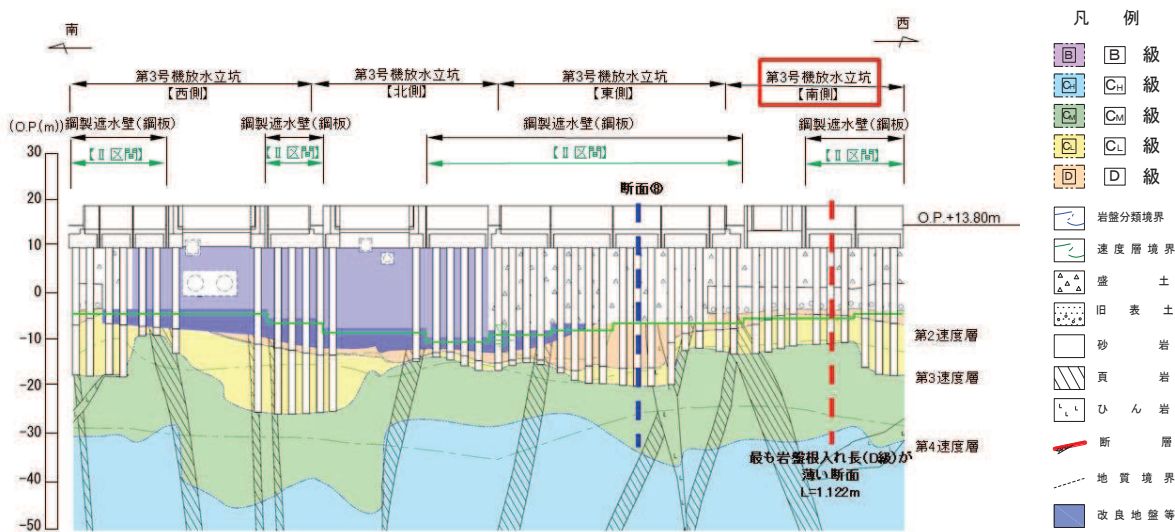 南
西
第3号機放水立坑
【西側】
第3号機放水立坑
【北側】
第3号機放水立坑
【東側】
第3号機放水立坑
【南側】
(O.P.(m))
鋼製遮水壁(鋼板)
鋼製遮水壁(鋼板)
鋼製遮水壁(鋼板)
鋼製遮水壁(鋼板)
【Ⅱ区間】
【Ⅱ区間】
【Ⅱ区間】
【Ⅱ区間】
30
20
10
0
-10
-20
-30
-40
-50
断面⑧
O.P.+13.80m
第2速度層
第3速度層
第4速度層
最も岩盤根入れ長(D級)が
薄い断面
L=1.122m
凡 例
B B 級
CH CH 級
CM CM 級
CL CL 級
D D 級
岩盤分類境界
速度層境界
盛土
旧表土
砂岩
頁岩
ひん岩
断層
地質境界
改良地盤等